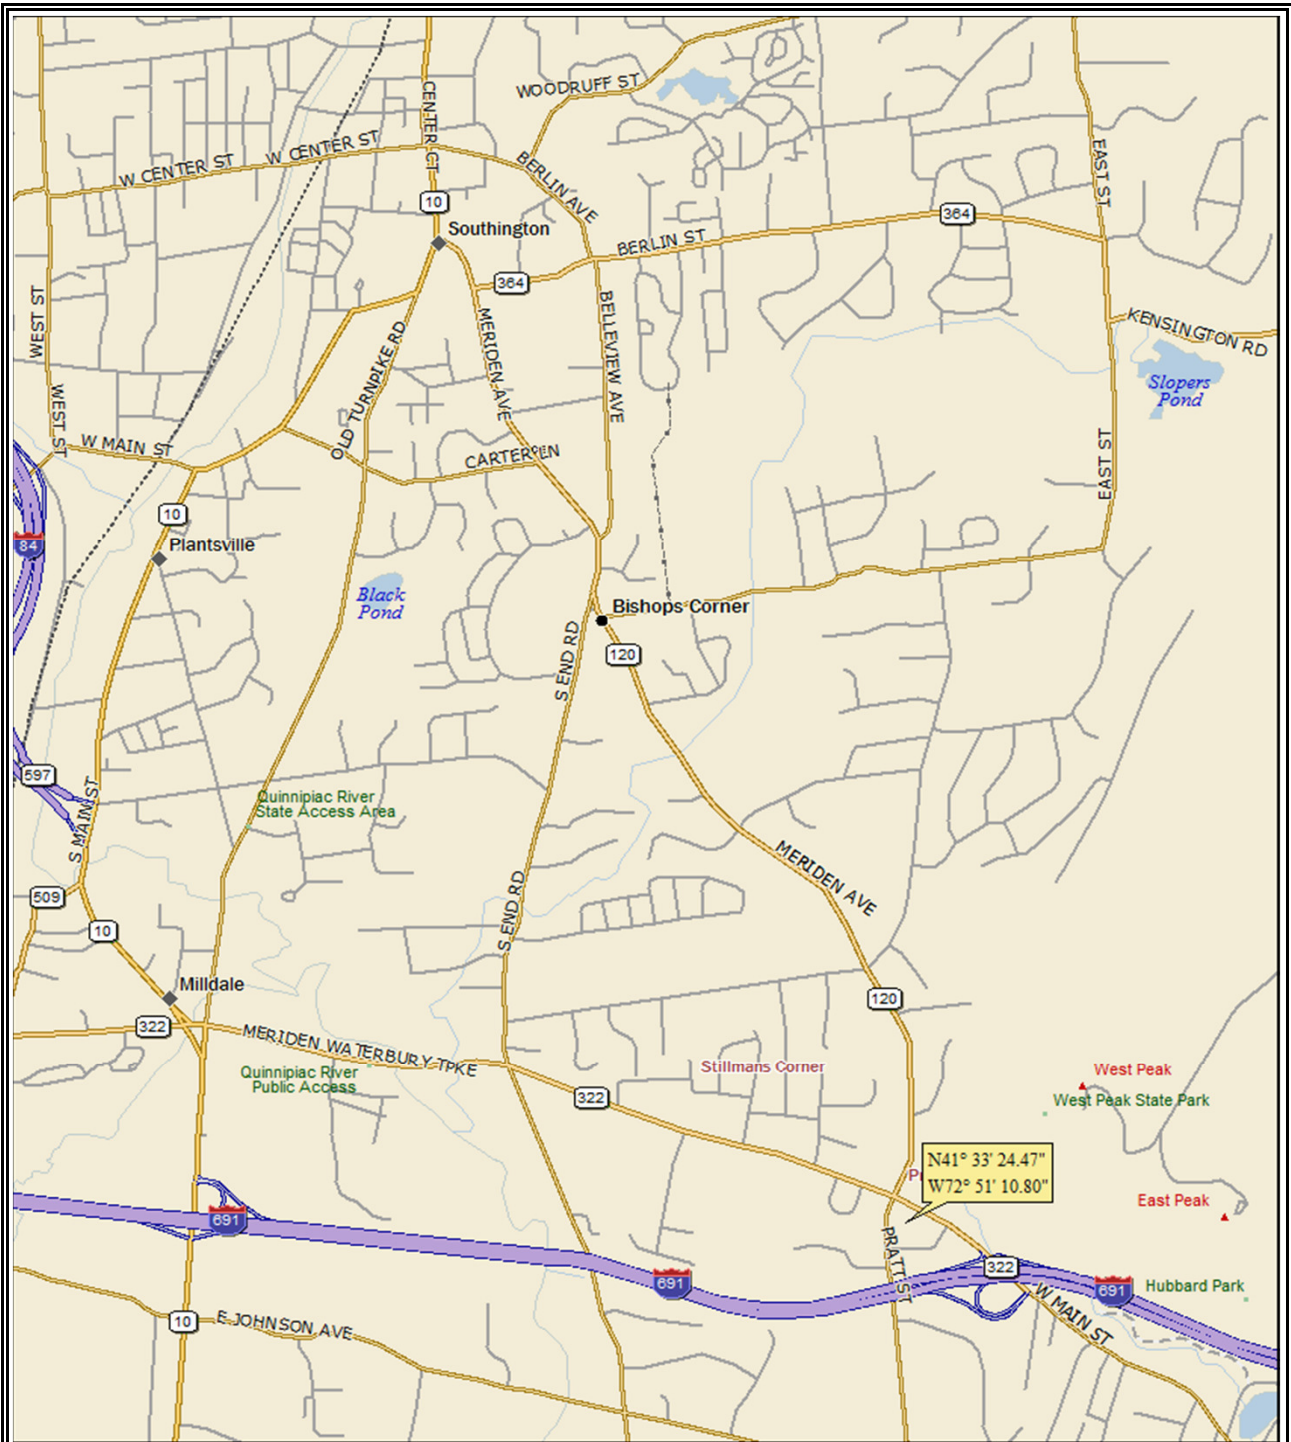 WOODRUFF ST
CENTER CT
W CENTER ST
W CENTER ST
BERLIN AVE
EAST ST
10
364
Southington
BERLIN ST
364
WEST ST
BELLEVIEW AVE
MERIDEN AVE
OLD TURNPIKE RD
KENSINGTON RD
Slopers
Pond
WEST ST
W MAIN ST
EAST ST
10
84
Plantsville
Black
Pond
Bishops Corner
120
S END RD
597
Quinnipiac River
State Access Area
S MAIN ST
MERIDEN AVE
509
S END RD
10
Milldale
120
322
MERIDEN WATERBURY TPKE
Quinnipiac River
Public Access
Stillmans Corner
West Peak
West Peak State Park
322
N41° 33' 24.47"
W72° 51' 10.80"
East Peak
691
PRATT ST
322
691
691
Hubbard Park
10
E JOHNSON AVE
W MAIN ST